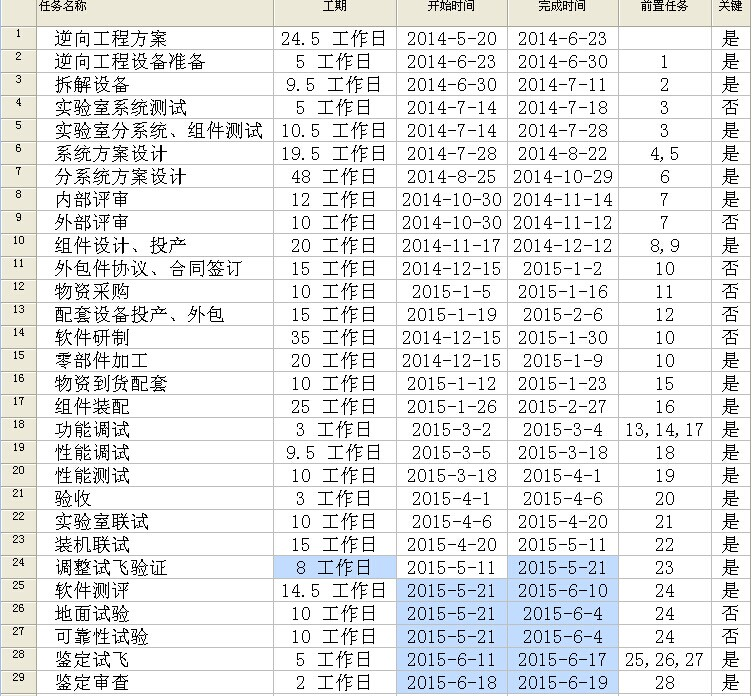 任务名称 工期 开始时间 完成时间 前置任务 关键
1 逆向工程方案 24.5 工作日 2014-5-20 2014-6-23 是
2 逆向工程设备准备 5 工作日 2014-6-23 2014-6-30 1 是
3 拆解设备 9.5 工作日 2014-6-30 2014-7-11 2 是
4 实验室系统测试 5 工作日 2014-7-14 2014-7-18 3 否
5 实验室分系统、组件测试 10.5 工作日 2014-7-14 2014-7-28 3 是
6 系统方案设计 19.5 工作日 2014-7-28 2014-8-22 4,5 是
7 分系统方案设计 48 工作日 2014-8-25 2014-10-29 6 是
8 内部评审 12 工作日 2014-10-30 2014-11-14 7 是
9 外部评审 10 工作日 2014-10-30 2014-11-12 7 否
10 组件设计、投产 20 工作日 2014-11-17 2014-12-12 8,9 是
11 外包件协议、合同签订 15 工作日 2014-12-15 2015-1-2 10 否
12 物资采购 10 工作日 2015-1-5 2015-1-16 11 否
13 配套设备投产、外包 15 工作日 2015-1-19 2015-2-6 12 否
14 软件研制 35 工作日 2014-12-15 2015-1-30 10 否
15 零部件加工 20 工作日 2014-12-15 2015-1-9 10 是
16 物资到货配套 10 工作日 2015-1-12 2015-1-23 15 是
17 组件装配 25 工作日 2015-1-26 2015-2-27 16 是
18 功能调试 3 工作日 2015-3-2 2015-3-4 13,14,17 是
19 性能调试 9.5 工作日 2015-3-5 2015-3-18 18 是
20 性能测试 10 工作日 2015-3-18 2015-4-1 19 是
21 验收 3 工作日 2015-4-1 2015-4-6 20 是
22 实验室联试 10 工作日 2015-4-6 2015-4-20 21 是
23 装机联试 15 工作日 2015-4-20 2015-5-11 22 是
24 调整试飞验证 8 工作日 2015-5-11 2015-5-21 23 是
25 软件测评 14.5 工作日 2015-5-21 2015-6-10 24 是
26 地面试验 10 工作日 2015-5-21 2015-6-4 24 否
27 可靠性试验 10 工作日 2015-5-21 2015-6-4 24 否
28 鉴定试飞 5 工作日 2015-6-11 2015-6-17 25,26,27 是
29 鉴定审查 2 工作日 2015-6-18 2015-6-19 28 是